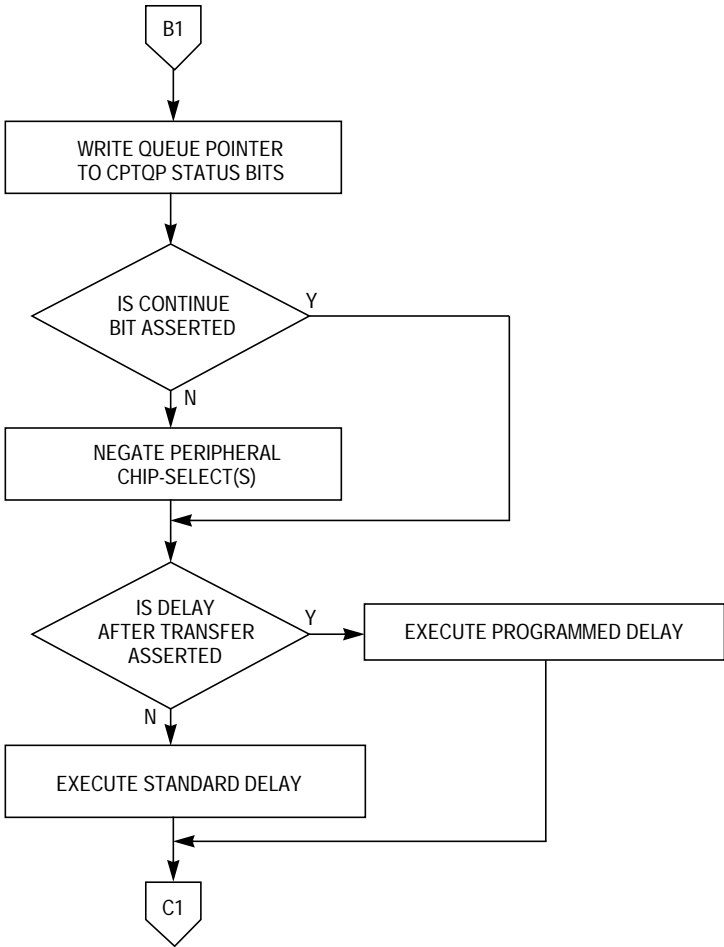 B1
WRITE QUEUE POINTER
TO CPTQP STATUS BITS
IS CONTINUE
BIT ASSERTED
Y
N
NEGATE PERIPHERAL
CHIP-SELECT(S)
IS DELAY
AFTER TRANSFER
ASSERTED
Y
EXECUTE PROGRAMMED DELAY
N
EXECUTE STANDARD DELAY
C1